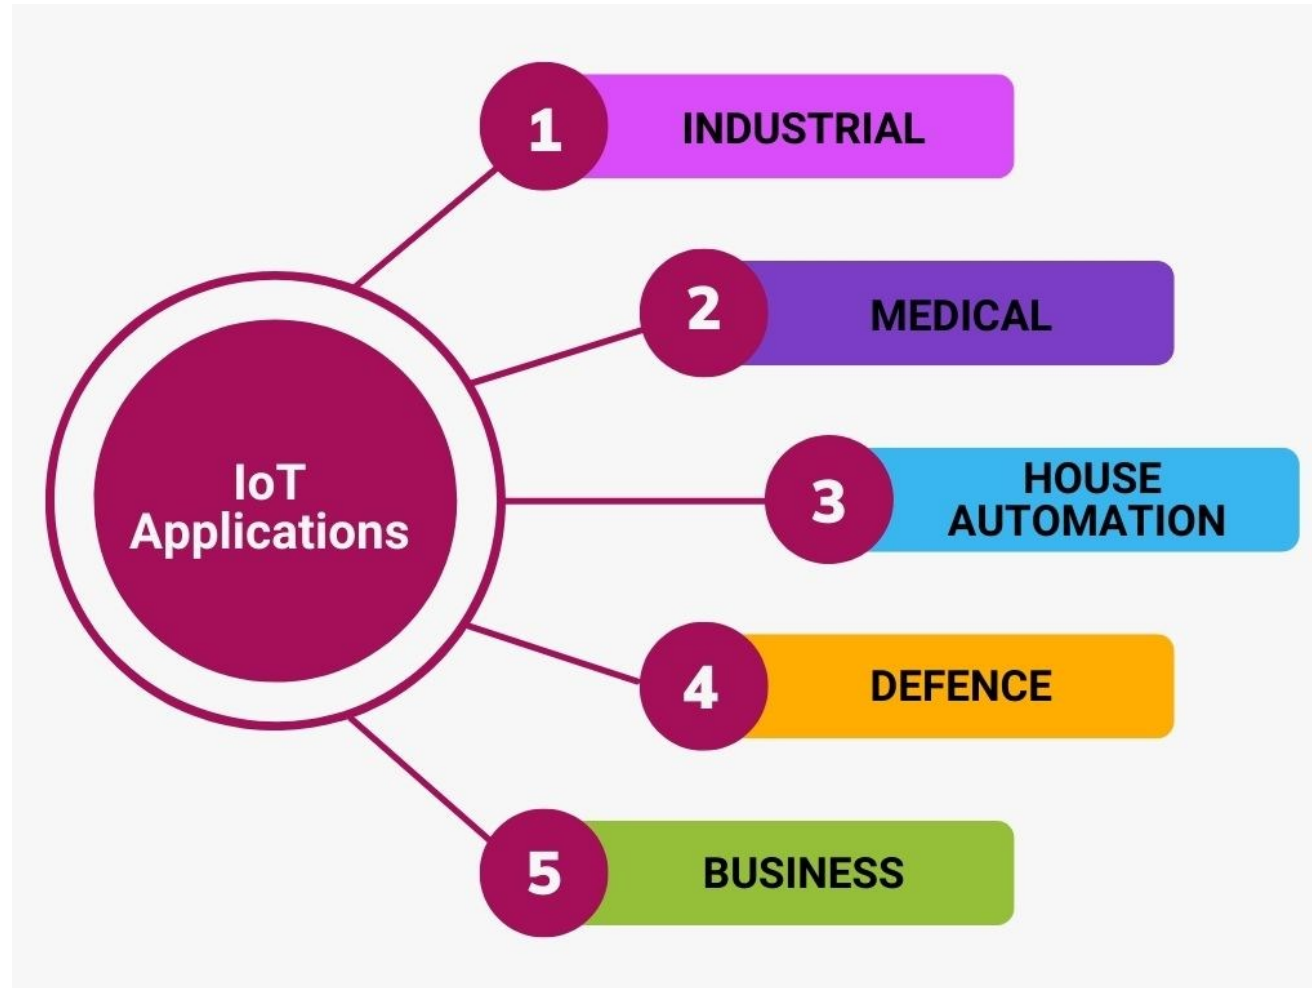 IoT
Applications
1
INDUSTRIAL
2
MEDICAL
3
HOUSE
AUTOMATION
4
DEFENCE
5
BUSINESS